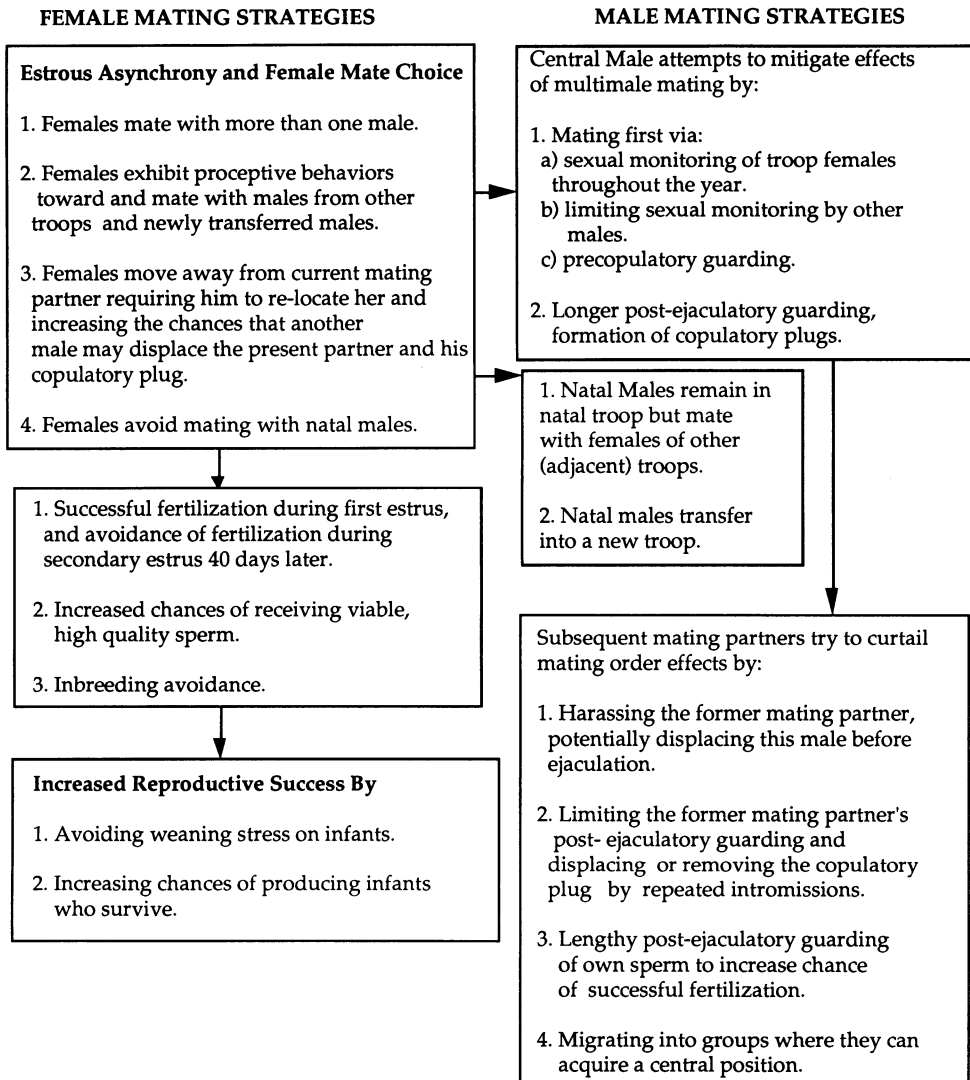 FEMALE MATING STRATEGIES
Estrous Asynchrony and Female Mate Choice
1. Females mate with more than one male.
2. Females exhibit proceptive behaviors
toward and mate with males from other
troops and newly transferred males.
3. Females move away from current mating
partner requiring him to re-locate her and
increasing the chances that another
male may displace the present partner and his
copulatory plug.
4. Females avoid mating with natal males.
1. Successful fertilization during first estrus,
and avoidance of fertilization during
secondary estrus 40 days later.
2. Increased chances of receiving viable,
high quality sperm.
3. Inbreeding avoidance.
Increased Reproductive Success By
1. Avoiding weaning stress on infants.
2. Increasing chances of producing infants
who survive.
MALE MATING STRATEGIES
Central Male attempts to mitigate effects
of multimale mating by:
1. Mating first via:
a) sexual monitoring of troop females
throughout the year.
b) limiting sexual monitoring by other
males.
c) precopulatory guarding.
2. Longer post-ejaculatory guarding,
formation of copulatory plugs.
1. Natal Males remain in
natal troop but mate
with females of other
(adjacent) troops.
2. Natal males transfer
into a new troop.
Subsequent mating partners try to curtail
mating order effects by:
1. Harassing the former mating partner,
potentially displacing this male before
ejaculation.
2. Limiting the former mating partner's
post- ejaculatory guarding and
displacing or removing the copulatory
plug by repeated intromissions.
3. Lengthy post-ejaculatory guarding
of own sperm to increase chance
of successful fertilization.
4. Migrating into groups where they can
acquire a central position.